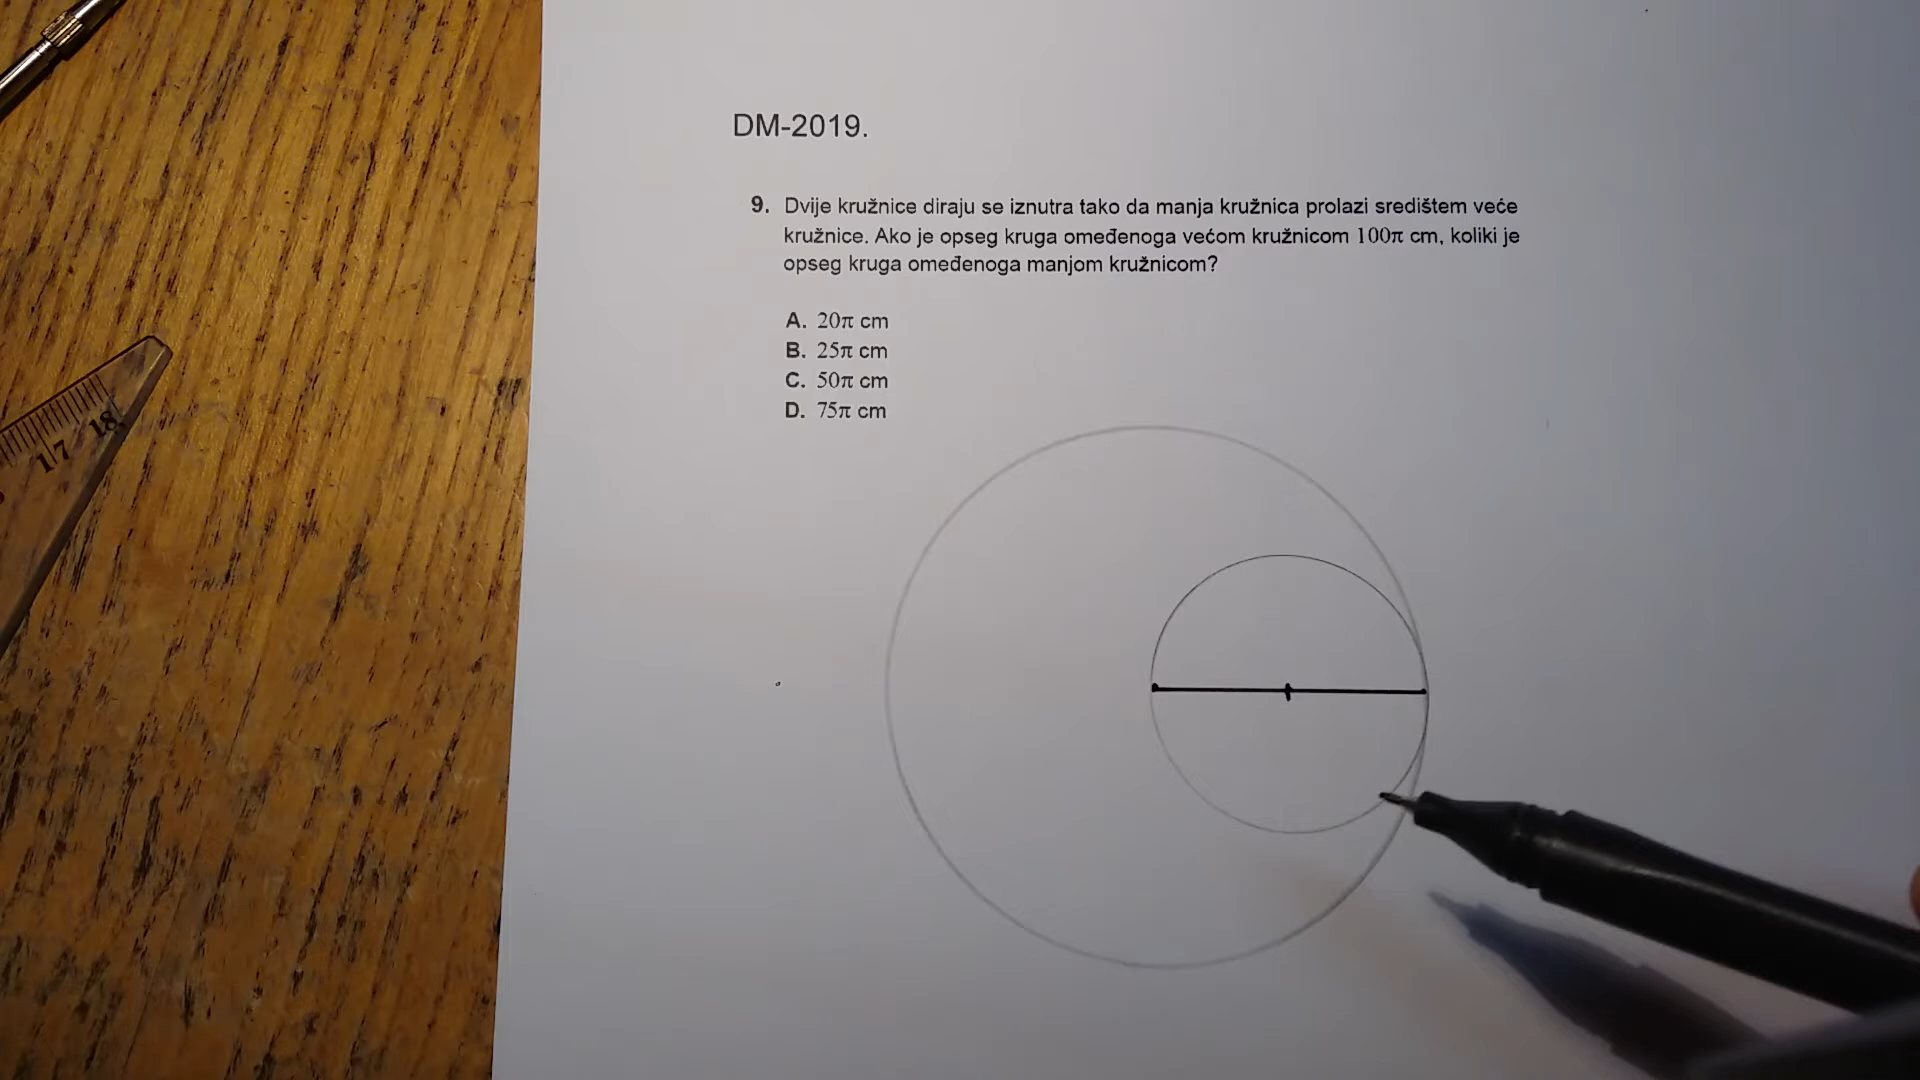 DM-2019.
9. Dvije kružnice diraju se iznutra tako da manja kružnica prolazi središtem veće
kružnice. Ako je opseg kruga omeđenoga većom kružnicom 100π cm, koliki je
opseg kruga omeđenoga manjom kružnicom?
A. 20π cm
B. 25π cm
C. 50π cm
D. 75π cm
17 18